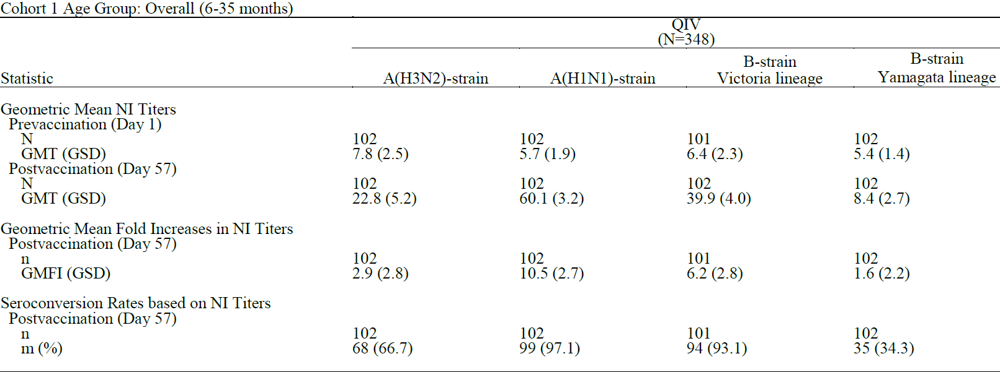 Cohort 1 Age Group: Overall (6-35 months)
QIV
(N=348)
Statistic A(H3N2)-strain A(H1N1)-strain B-strain Victoria lineage B-strain Yamagata lineage
Geometric Mean NI Titers
Prevaccination (Day 1)
N 102 102 101 102
GMT (GSD) 7.8 (2.5) 5.7 (1.9) 6.4 (2.3) 5.4 (1.4)
Postvaccination (Day 57)
N 102 102 102 102
GMT (GSD) 22.8 (5.2) 60.1 (3.2) 39.9 (4.0) 8.4 (2.7)
Geometric Mean Fold Increases in NI Titers
Postvaccination (Day 57)
n 102 102 101 102
GMFI (GSD) 2.9 (2.8) 10.5 (2.7) 6.2 (2.8) 1.6 (2.2)
Seroconversion Rates based on NI Titers
Postvaccination (Day 57)
n 102 102 101 102
m (%) 68 (66.7) 99 (97.1) 94 (93.1) 35 (34.3)